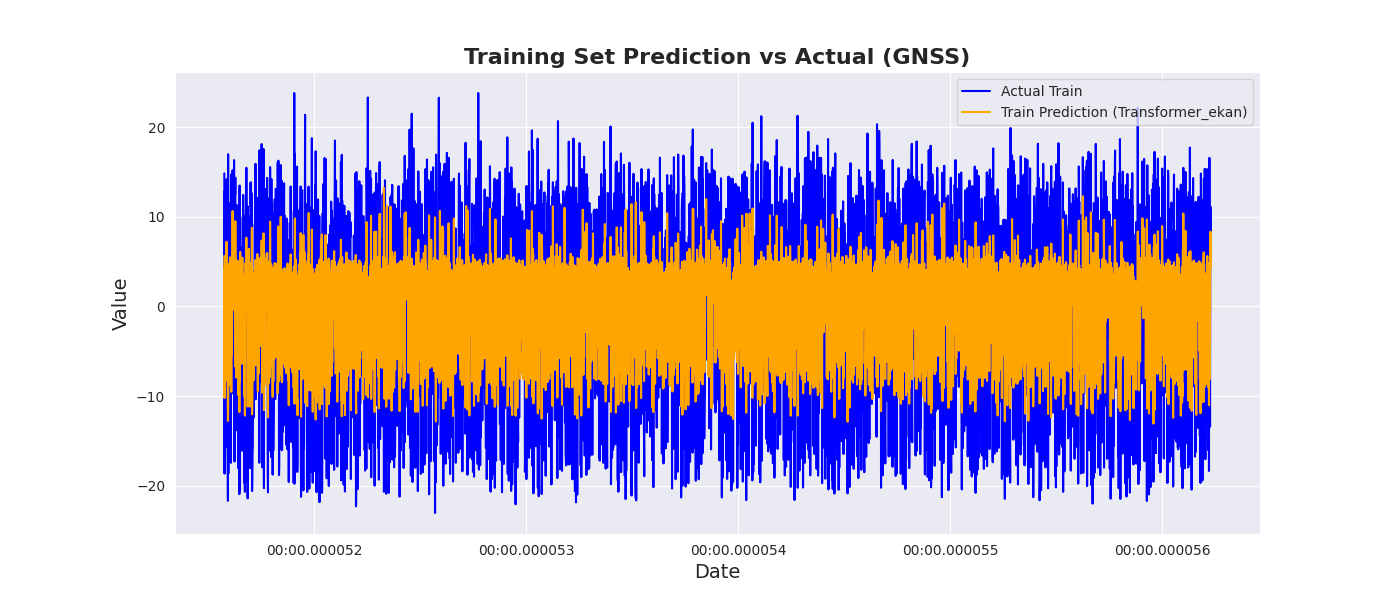 Training Set Prediction vs Actual (GNSS)
Actual Train
Train Prediction (Transformer_ekan)
Value
20
10
0
−10
−20
00:00.000052 00:00.000053 00:00.000054 00:00.000055 00:00.000056
Date